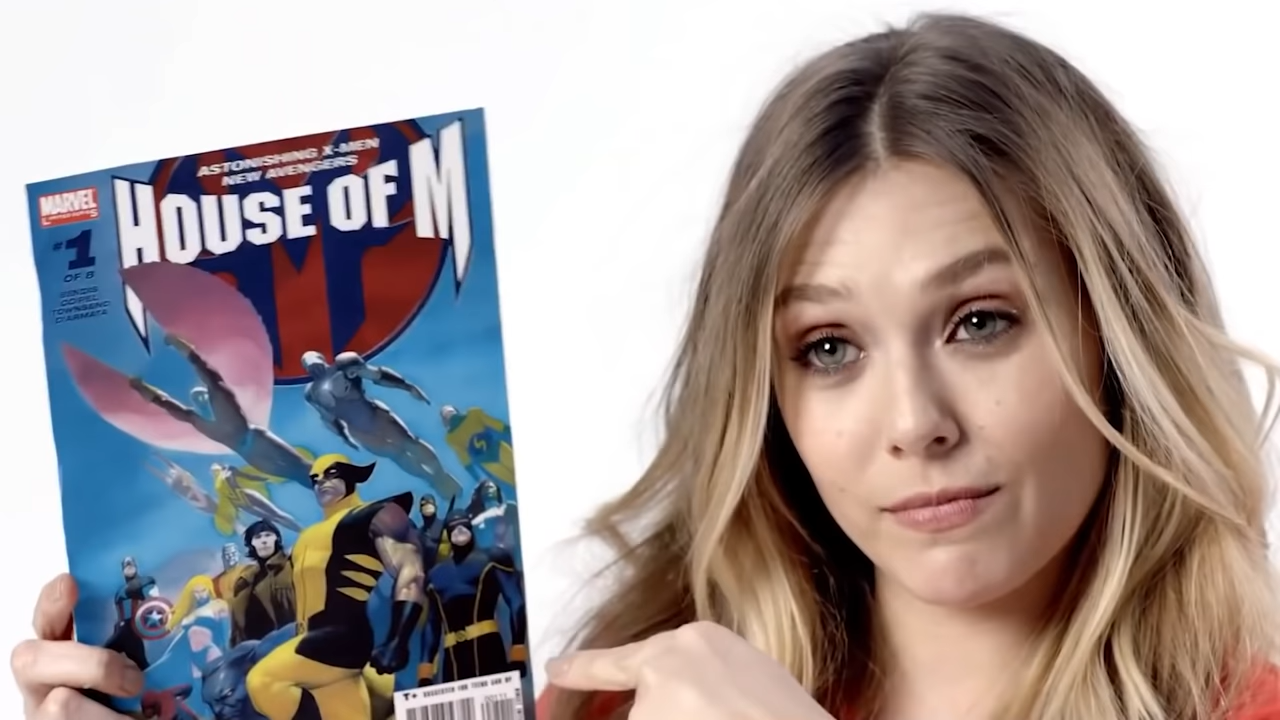 ASTONISHING X-MEN
NEW AVENGERS
HOUSE OF M
MARVEL
#1
OF 8
BENDIS
COIPEL
TOWNSEND
D'ARMATA
T+